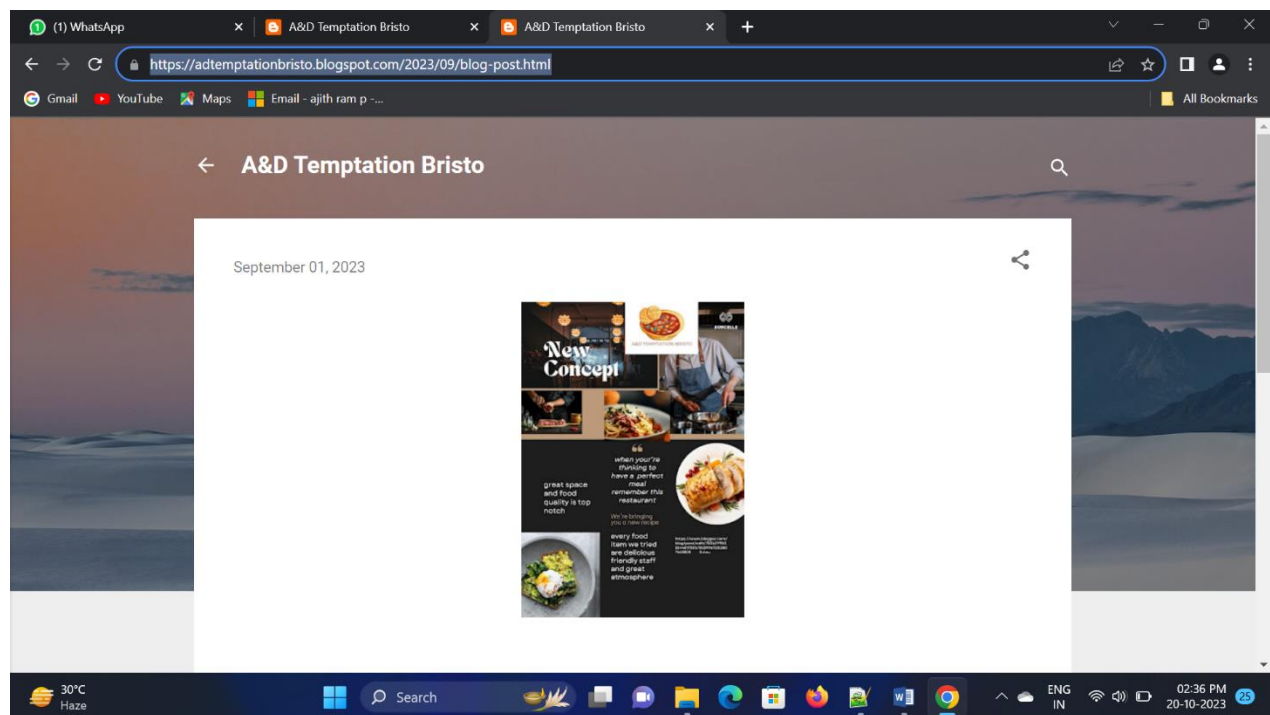 (1) WhatsApp
A&D Temptation Bristo
A&D Temptation Bristo
https://adtemptationbristo.blogspot.com/2023/09/blog-post.html
Gmail
YouTube
Maps
Email - ajith ram p -...
All Bookmarks
A&D Temptation Bristo
September 01, 2023
New
Concept
A&D TEMPTATION BRISTO
great space
and food
quality is top
notch
when your're
thinking to
have a perfect
meal
remember this
restaurant
We're bringing
you a new recipe
every food
item we tried
are delicious
friendly staff
and great
atmosphere
30°C
Haze
Search
ENG
IN
02:36 PM
20-10-2023
25